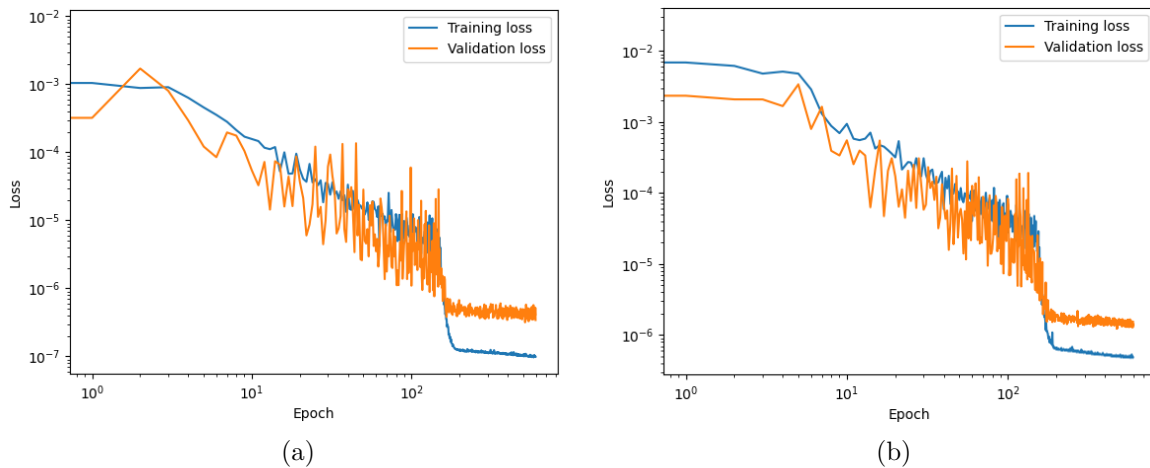 10⁻²
10⁻³
10⁻⁴
10⁻⁵
10⁻⁶
10⁻⁷
Loss
Training loss
Validation loss
10⁰
10¹
10²
Epoch
(a)
10⁻²
10⁻³
10⁻⁴
10⁻⁵
10⁻⁶
Loss
Training loss
Validation loss
10⁰
10¹
10²
Epoch
(b)